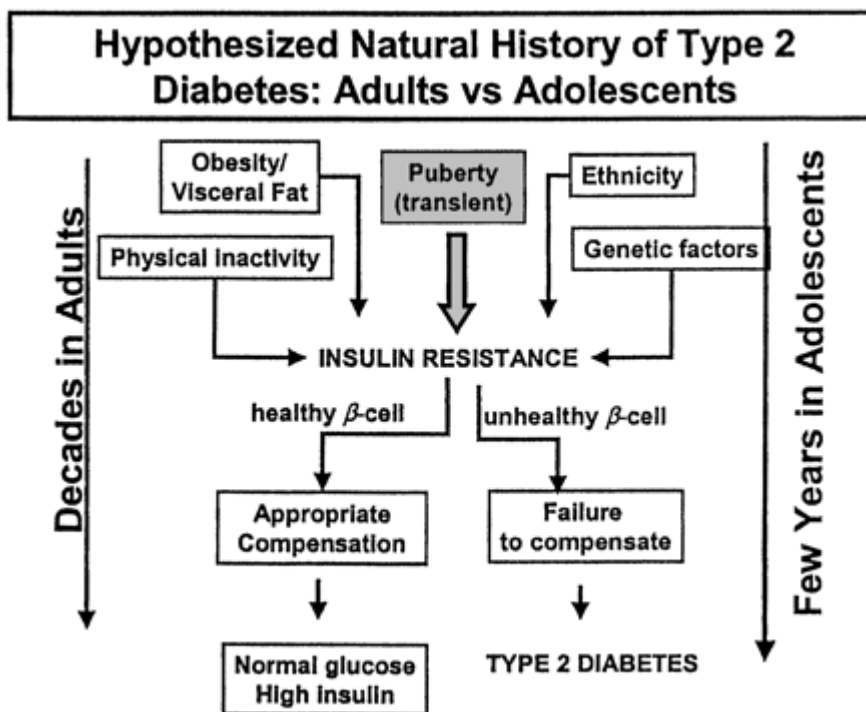 Hypothesized Natural History of Type 2
Diabetes: Adults vs Adolescents
Decades in Adults
Few Years in Adolescents
Obesity/
Visceral Fat
Puberty
(transient)
Ethnicity
Physical inactivity
Genetic factors
INSULIN RESISTANCE
healthy β-cell
unhealthy β-cell
Appropriate
Compensation
Failure
to compensate
Normal glucose
High insulin
TYPE 2 DIABETES